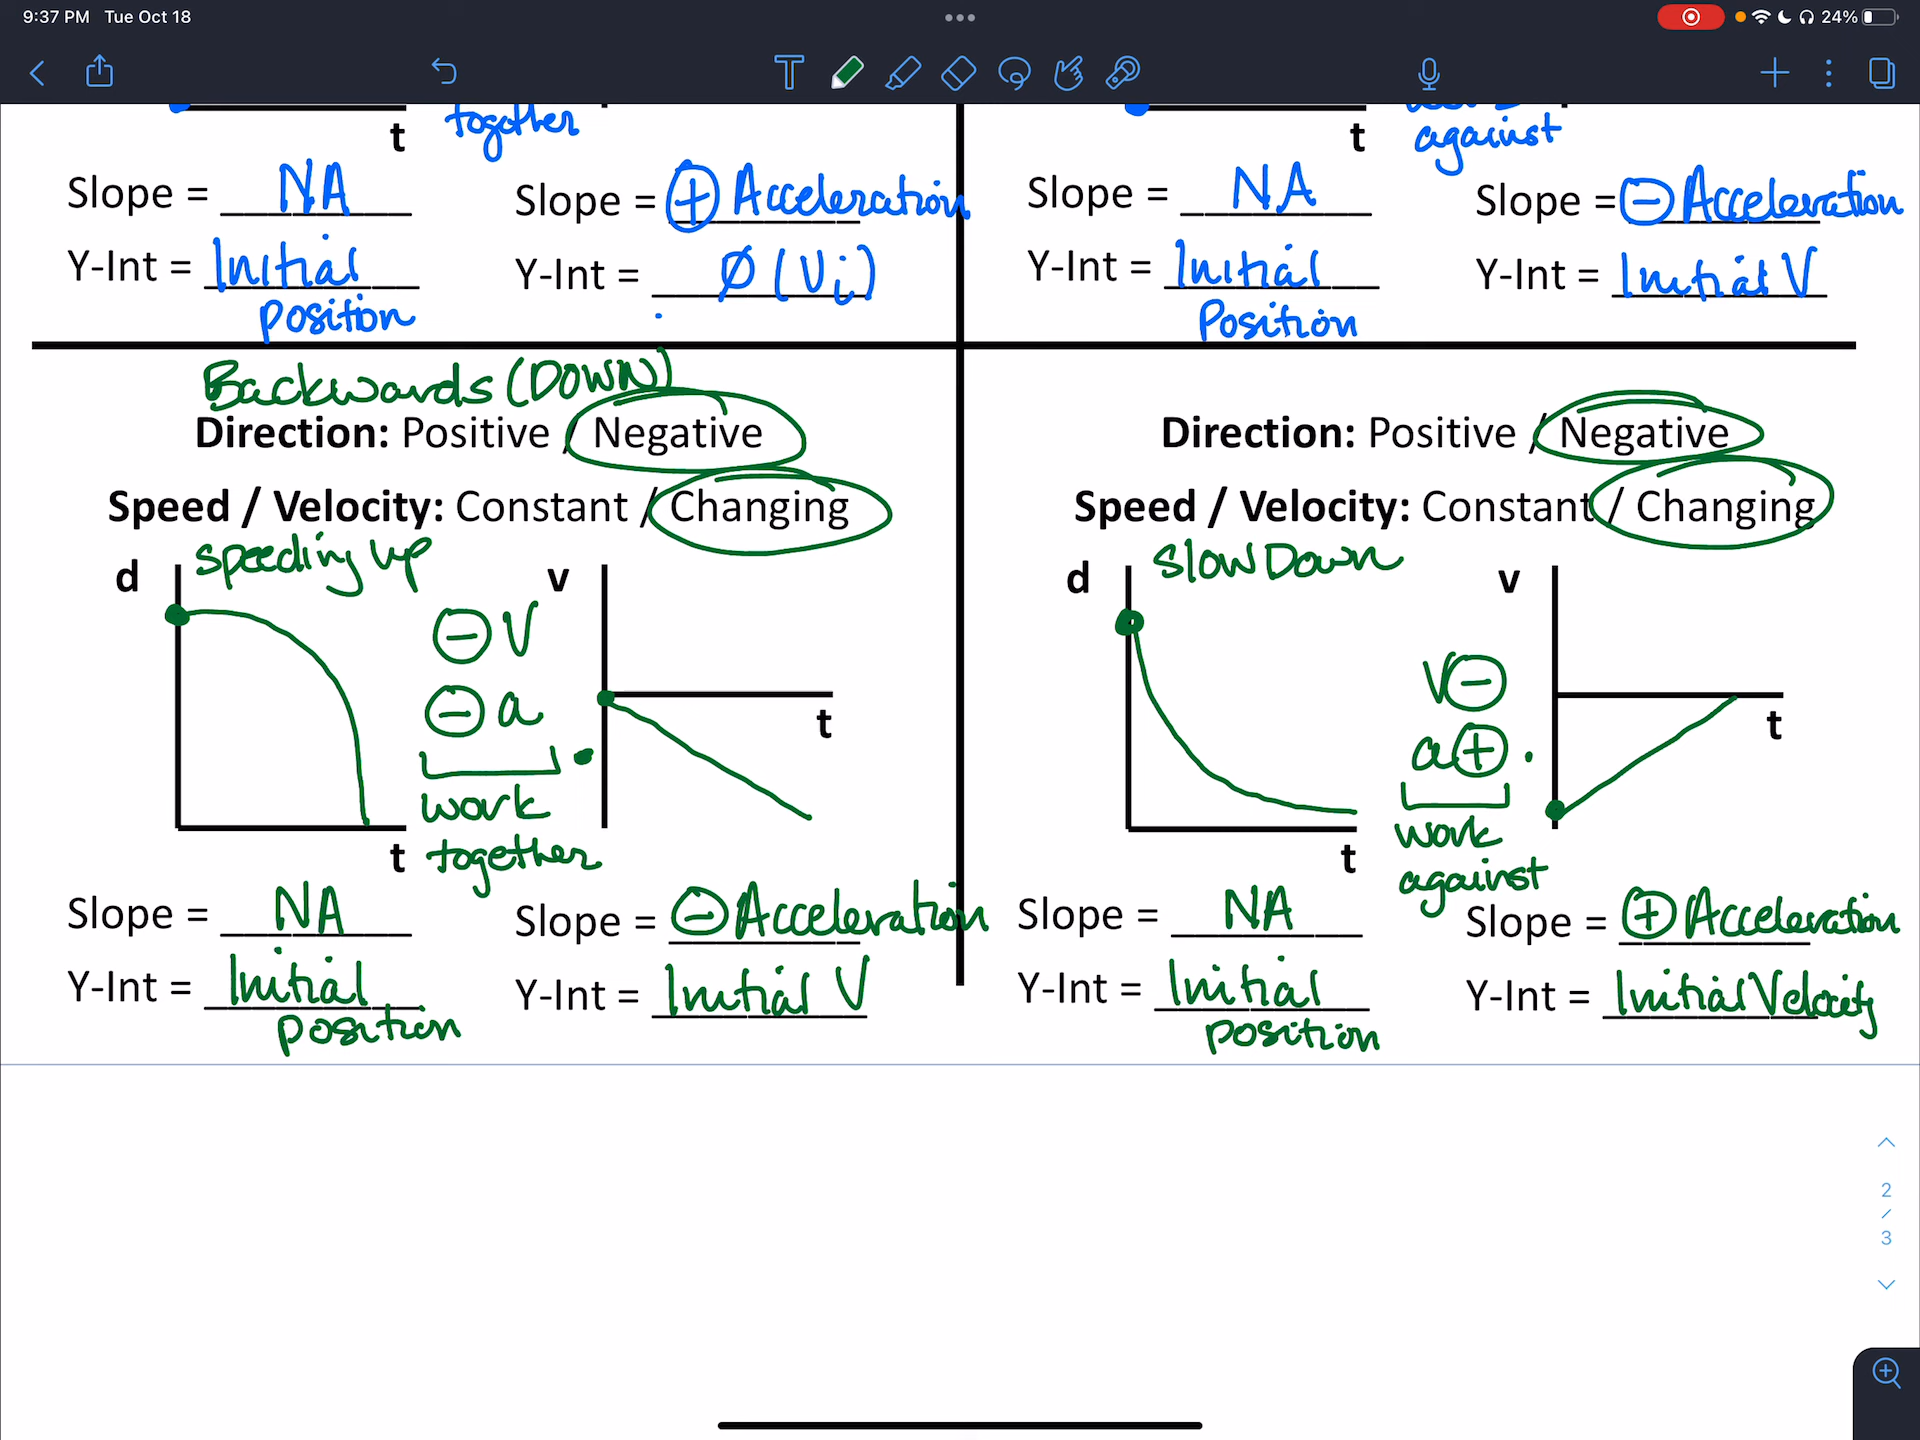 9:37 PM Tue Oct 18
24%
T
together
t
against
t
Slope = NA
Slope = + Acceleration
Slope = NA
Slope = - Acceleration
Y-Int = Initial
position
Y-Int = Ø (Vi)
Y-Int = Initial
Position
Y-Int = Initial V
Backwards (DOWN)
Direction: Positive / Negative
Speed / Velocity: Constant / Changing
speeding up
d
v
- V
- a
work
together
t
t
Slope = NA
Slope = - Acceleration
Y-Int = Initial
position
Y-Int = Initial V
Direction: Positive / Negative
Speed / Velocity: Constant / Changing
Slow Down
d
v
V -
a +
work
against
t
t
Slope = NA
Slope = + Acceleration
Y-Int = Initial
position
Y-Int = Initial Velocity
2
/
3